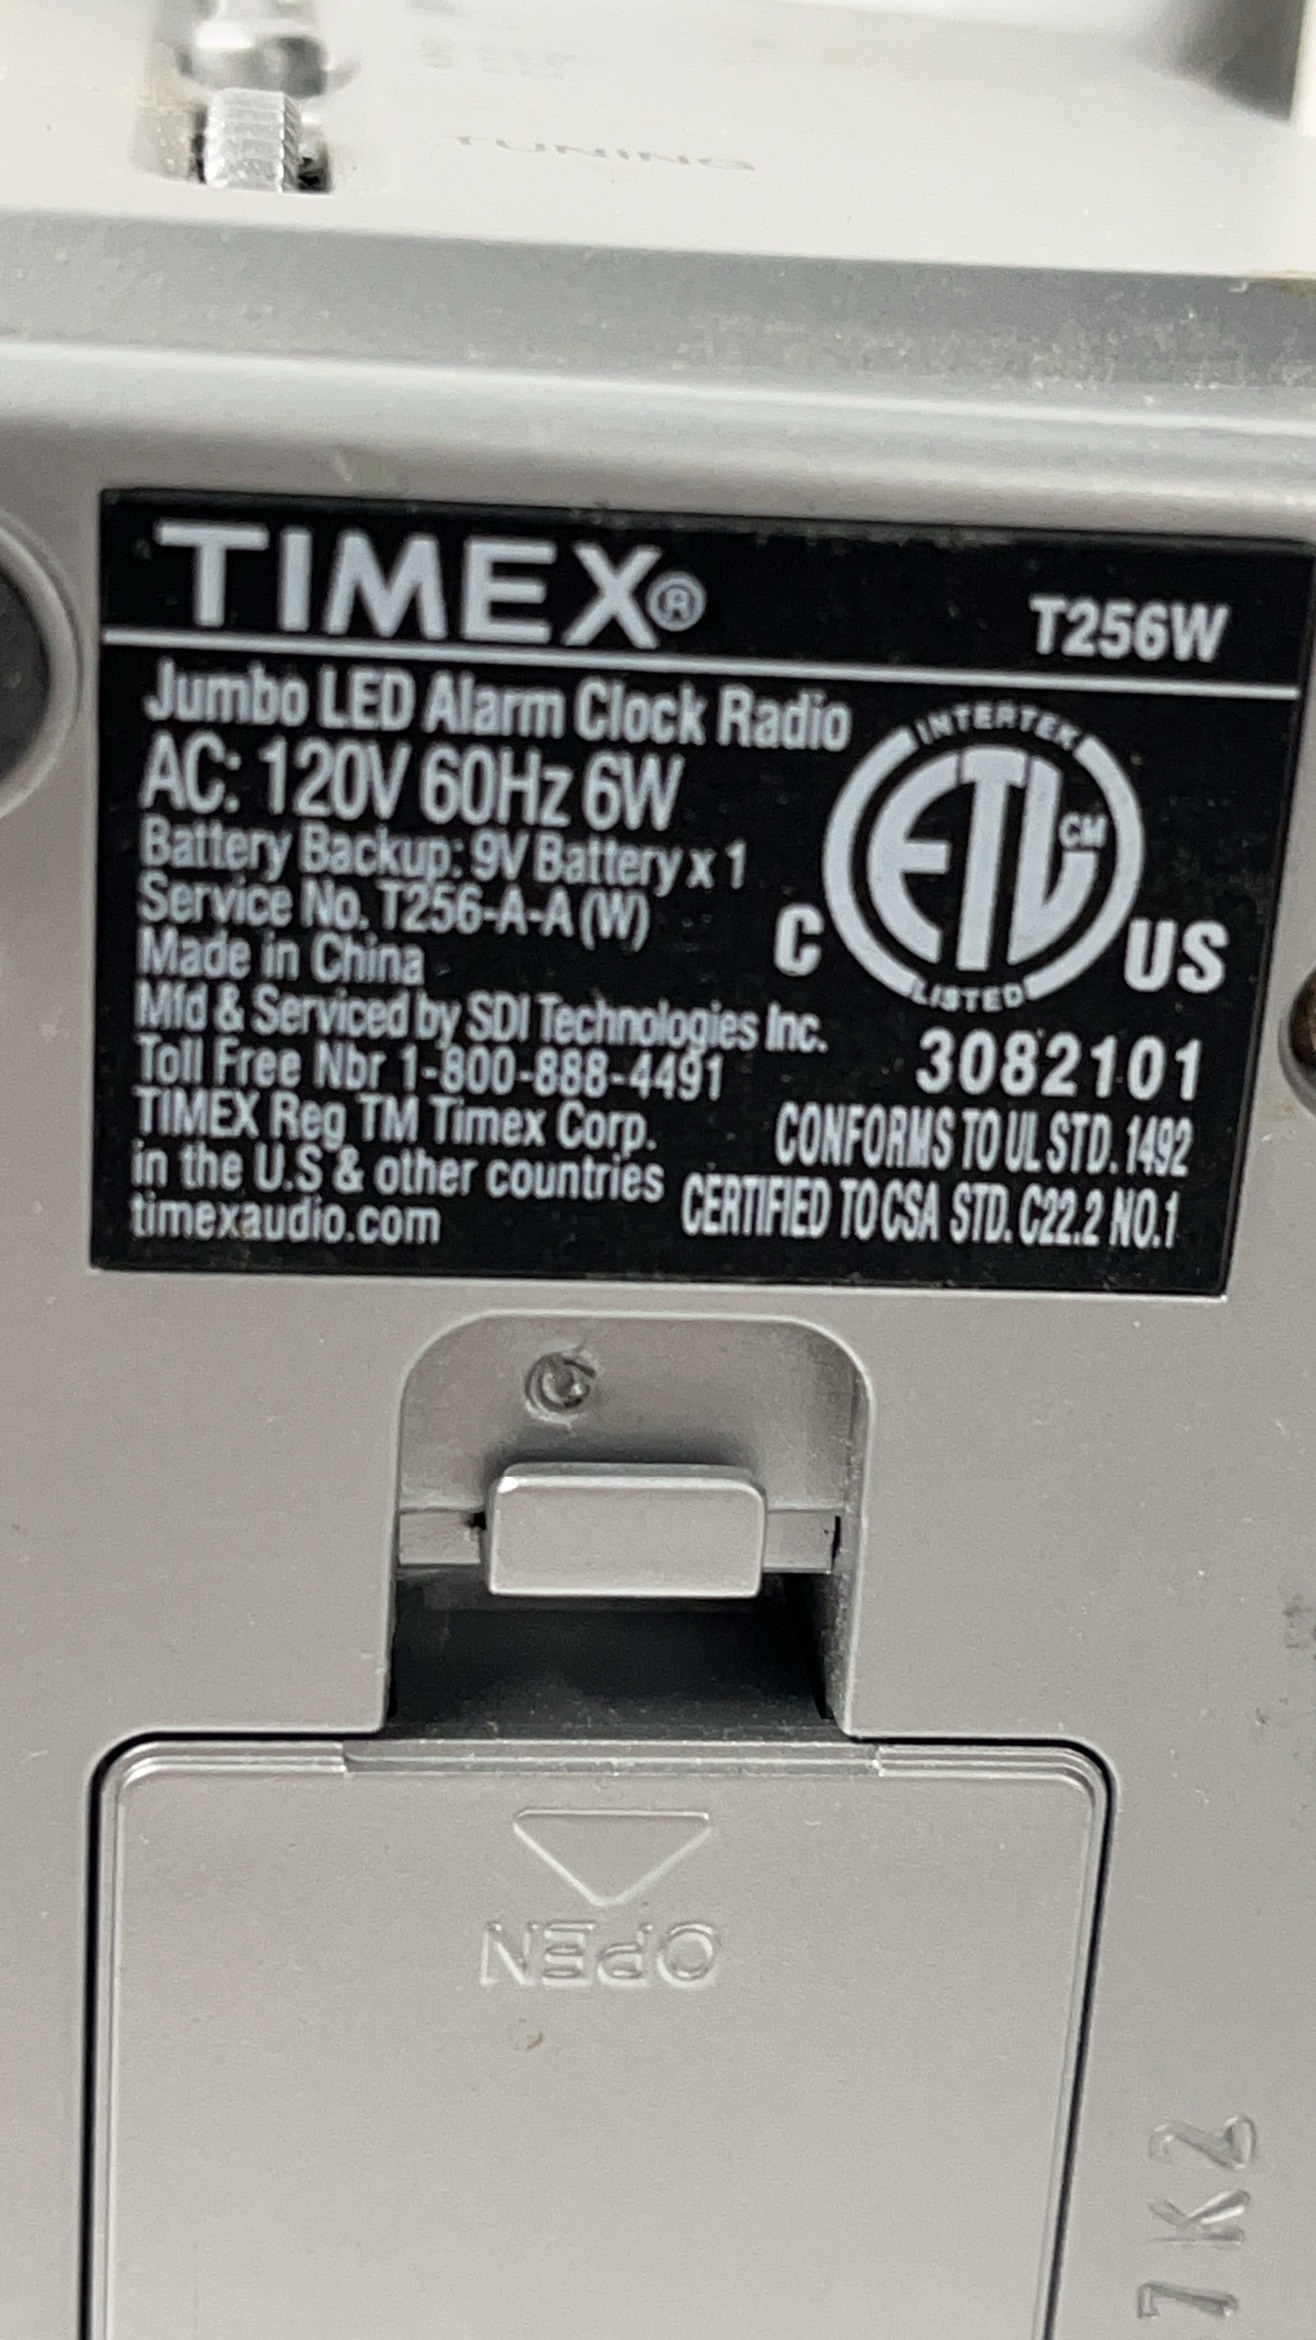 TUNING
TIMEX®
T256W
Jumbo LED Alarm Clock Radio
AC: 120V 60Hz 6W
Battery Backup: 9V Battery x 1
Service No. T256-A-A (W)
Made in China
Mfd & Serviced by SDI Technologies Inc.
Toll Free Nbr 1-800-888-4491
TIMEX Reg TM Timex Corp.
in the U.S & other countries
timexaudio.com
INTERTEK
ETL CM
LISTED
C US
3082101
CONFORMS TO UL STD. 1492
CERTIFIED TO CSA STD. C22.2 NO.1
OPEN